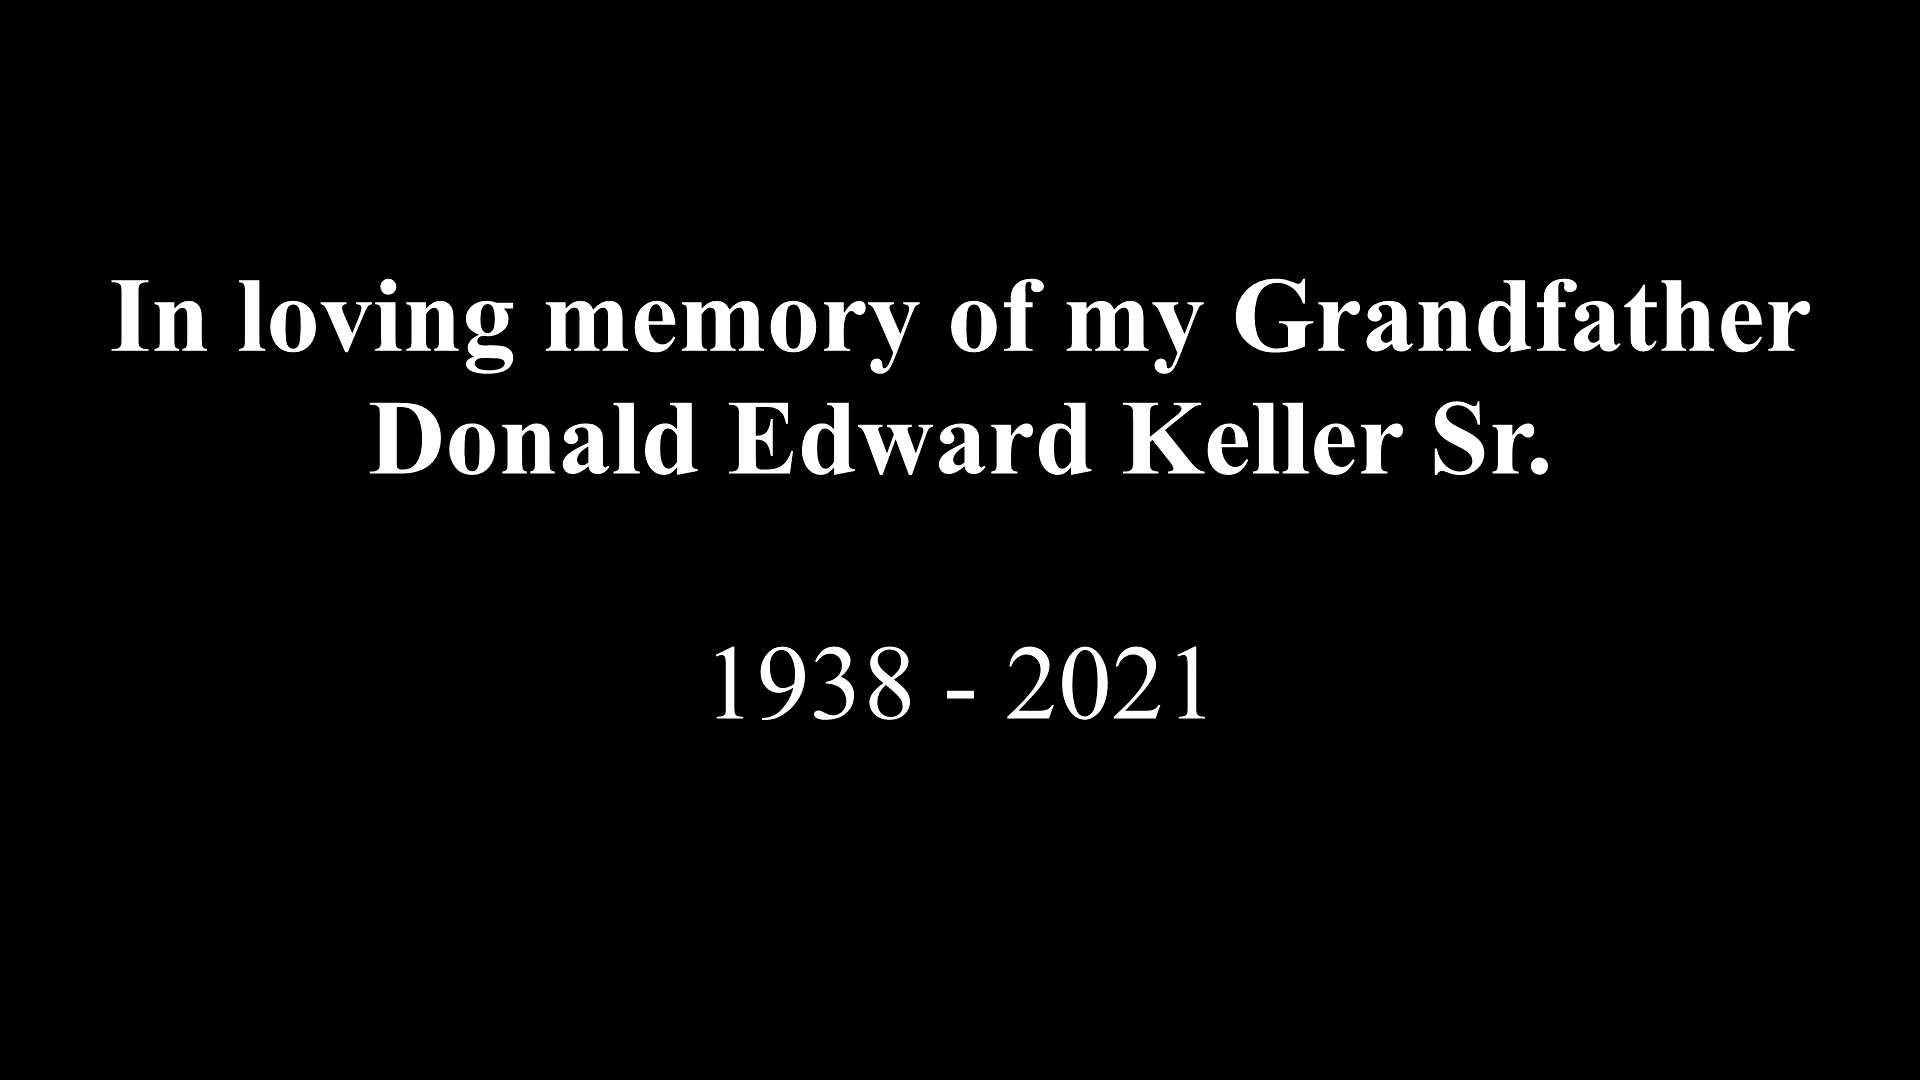 In loving memory of my Grandfather
Donald Edward Keller Sr.
1938 - 2021